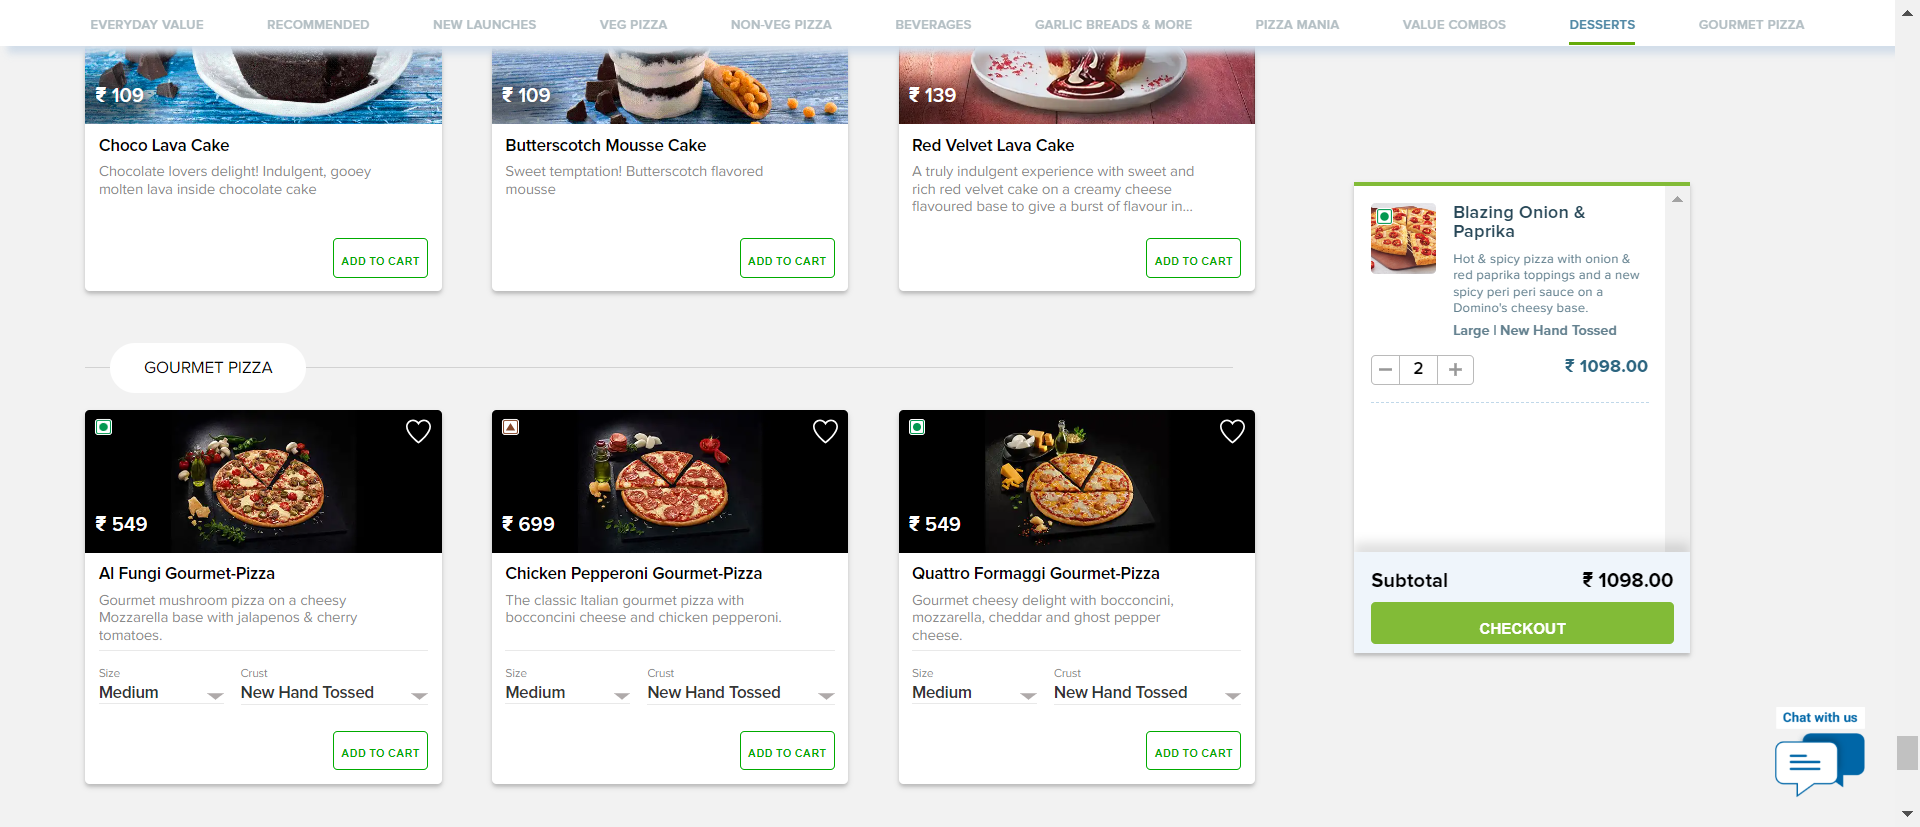 EVERYDAY VALUE
RECOMMENDED
NEW LAUNCHES
VEG PIZZA
NON-VEG PIZZA
BEVERAGES
GARLIC BREADS & MORE
PIZZA MANIA
VALUE COMBOS
DESSERTS
GOURMET PIZZA
₹ 109
Choco Lava Cake
Chocolate lovers delight! Indulgent, gooey
molten lava inside chocolate cake
ADD TO CART
₹ 109
Butterscotch Mousse Cake
Sweet temptation! Butterscotch flavored
mousse
ADD TO CART
₹ 139
Red Velvet Lava Cake
A truly indulgent experience with sweet and
rich red velvet cake on a creamy cheese
flavoured base to give a burst of flavour in...
ADD TO CART
GOURMET PIZZA
₹ 549
Al Fungi Gourmet-Pizza
Gourmet mushroom pizza on a cheesy
Mozzarella base with jalapenos & cherry
tomatoes.
Size
Medium
Crust
New Hand Tossed
ADD TO CART
₹ 699
Chicken Pepperoni Gourmet-Pizza
The classic Italian gourmet pizza with
bocconcini cheese and chicken pepperoni.
Size
Medium
Crust
New Hand Tossed
ADD TO CART
₹ 549
Quattro Formaggi Gourmet-Pizza
Gourmet cheesy delight with bocconcini,
mozzarella, cheddar and ghost pepper
cheese.
Size
Medium
Crust
New Hand Tossed
ADD TO CART
Blazing Onion &
Paprika
Hot & spicy pizza with onion &
red paprika toppings and a new
spicy peri peri sauce on a
Domino's cheesy base.
Large | New Hand Tossed
2
₹ 1098.00
Subtotal
₹ 1098.00
CHECKOUT
Chat with us